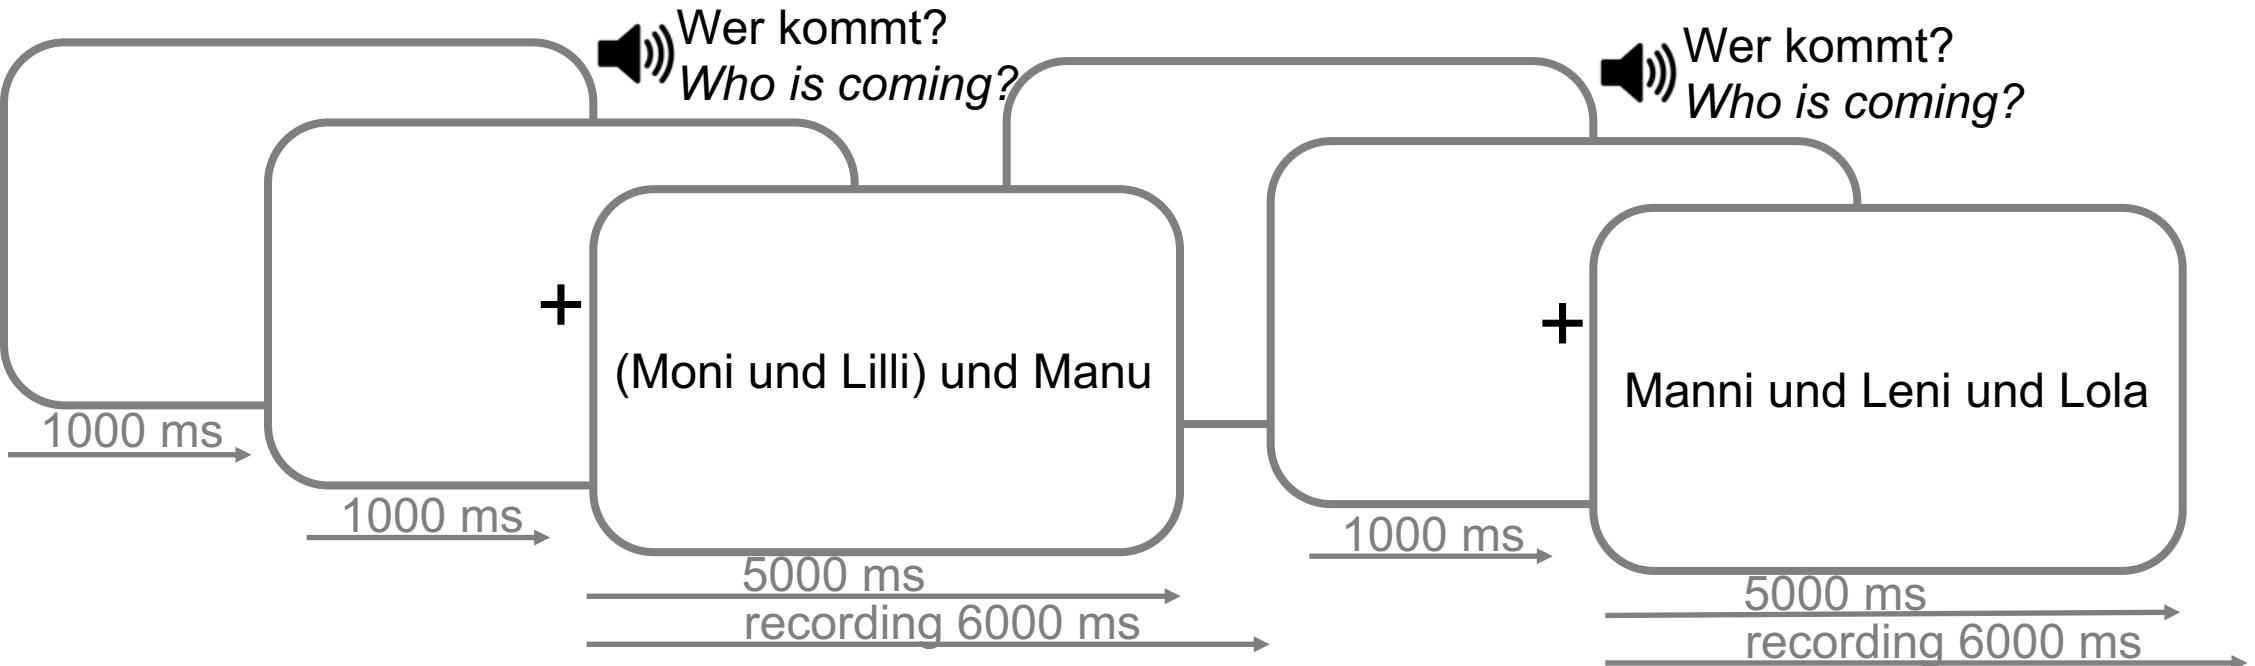 Wer kommt?
Who is coming?
+
(Moni und Lilli) und Manu
1000 ms
1000 ms
5000 ms
recording 6000 ms
Wer kommt?
Who is coming?
+
Manni und Leni und Lola
1000 ms
5000 ms
recording 6000 ms